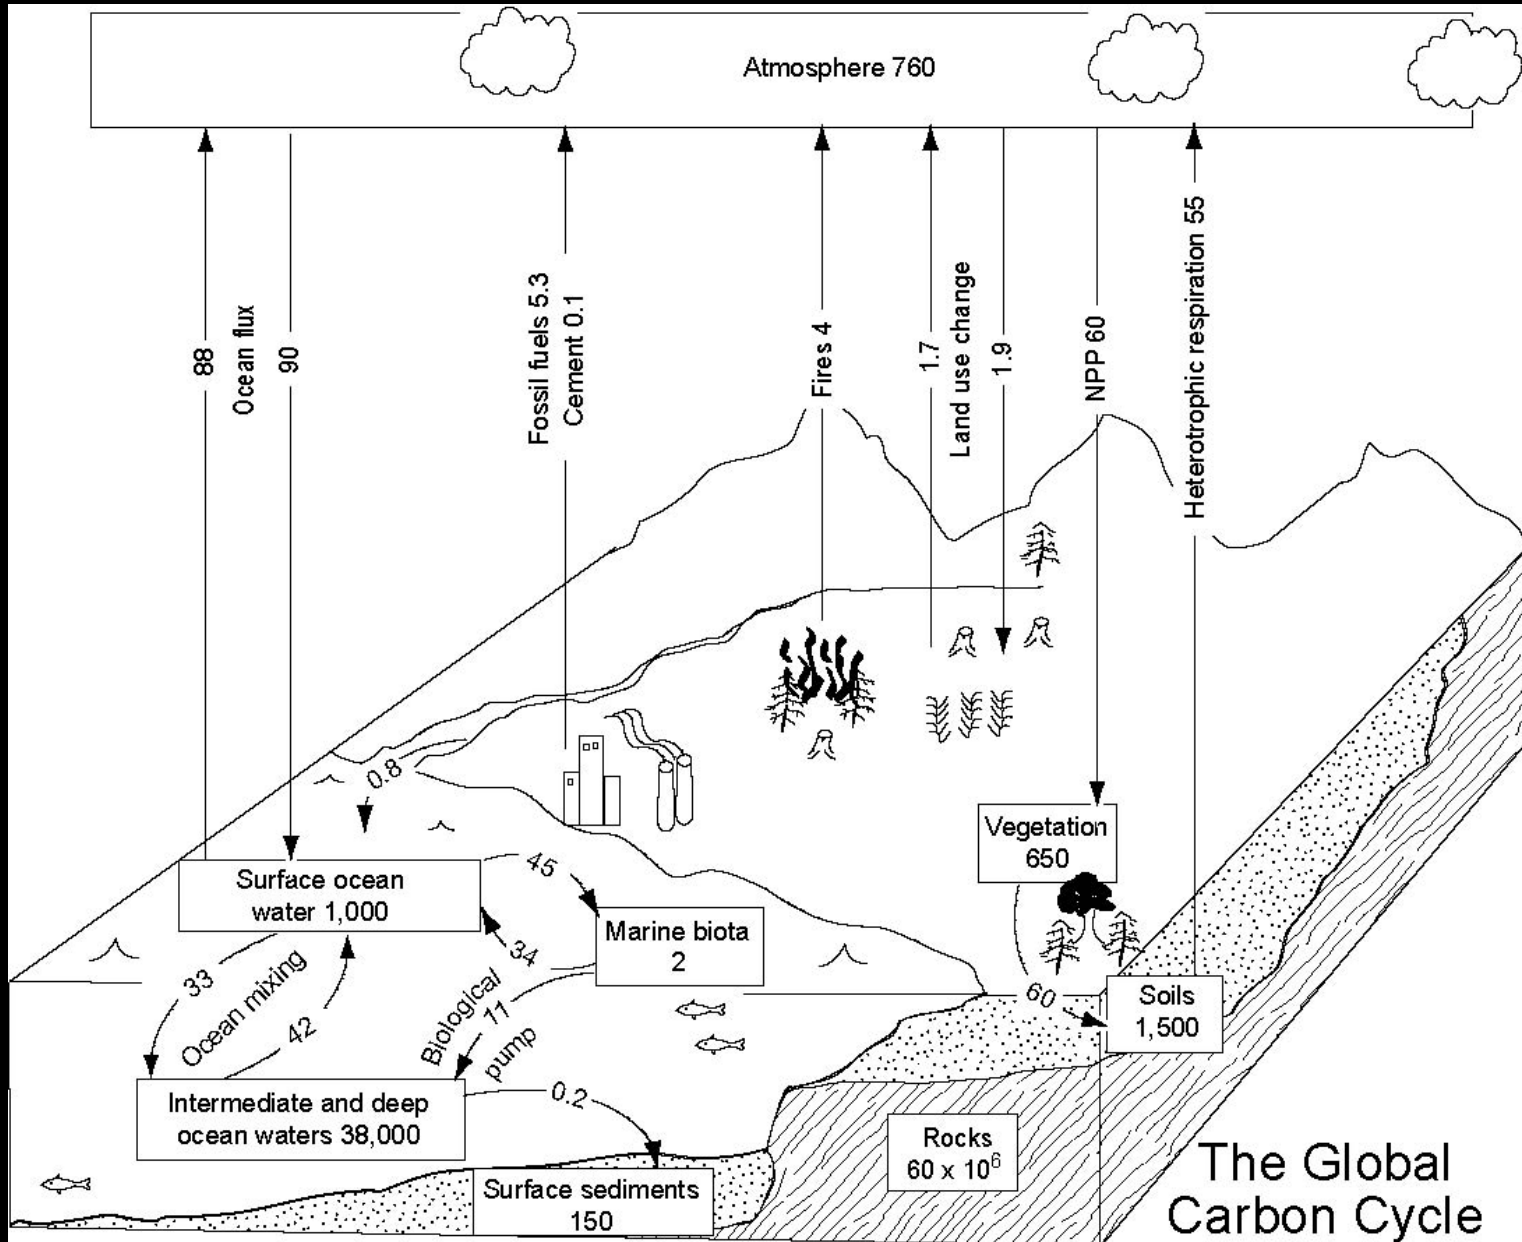 Atmosphere 760
88
Ocean flux
90
Fossil fuels 5.3
Cement 0.1
Fires 4
1.7
Land use change
1.9
NPP 60
Heterotrophic respiration 55
0.8
Surface ocean
water 1,000
45
Marine biota
2
34
33
Ocean mixing
42
Biological
11
pump
Intermediate and deep
ocean waters 38,000
0.2
Surface sediments
150
Vegetation
650
60
Soils
1,500
Rocks
60 x 10⁶
The Global
Carbon Cycle